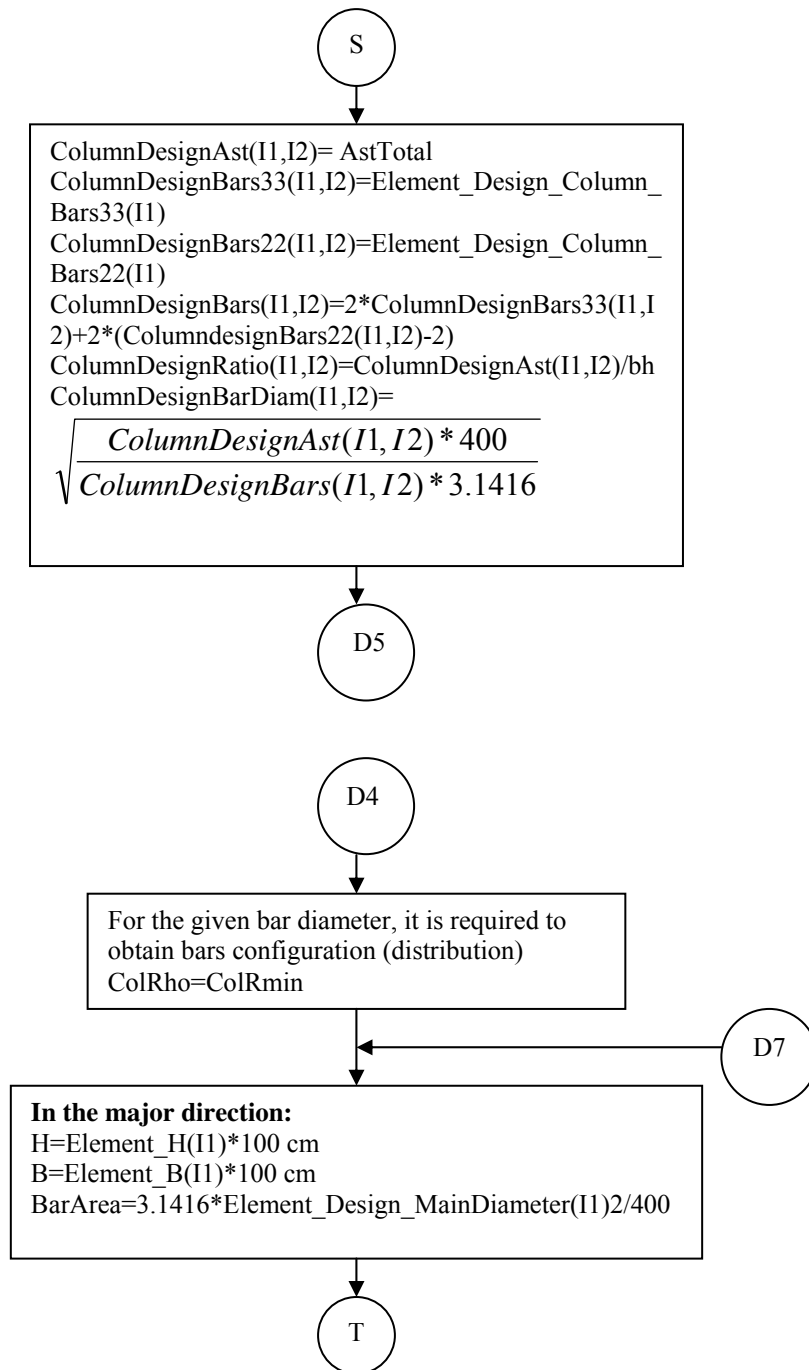 S
ColumnDesignAst(I1,I2)= AstTotal
ColumnDesignBars33(I1,I2)=Element_Design_Column_
Bars33(I1)
ColumnDesignBars22(I1,I2)=Element_Design_Column_
Bars22(I1)
ColumnDesignBars(I1,I2)=2*ColumnDesignBars33(I1,I
2)+2*(ColumndesignBars22(I1,I2)-2)
ColumnDesignRatio(I1,I2)=ColumnDesignAst(I1,I2)/bh
ColumnDesignBarDiam(I1,I2)=
√
ColumnDesignAst(I1, I2) * 400
ColumnDesignBars(I1, I2) * 3.1416
D5
D4
For the given bar diameter, it is required to
obtain bars configuration (distribution)
ColRho=ColRmin
D7
In the major direction:
H=Element_H(I1)*100 cm
B=Element_B(I1)*100 cm
BarArea=3.1416*Element_Design_MainDiameter(I1)2/400
T